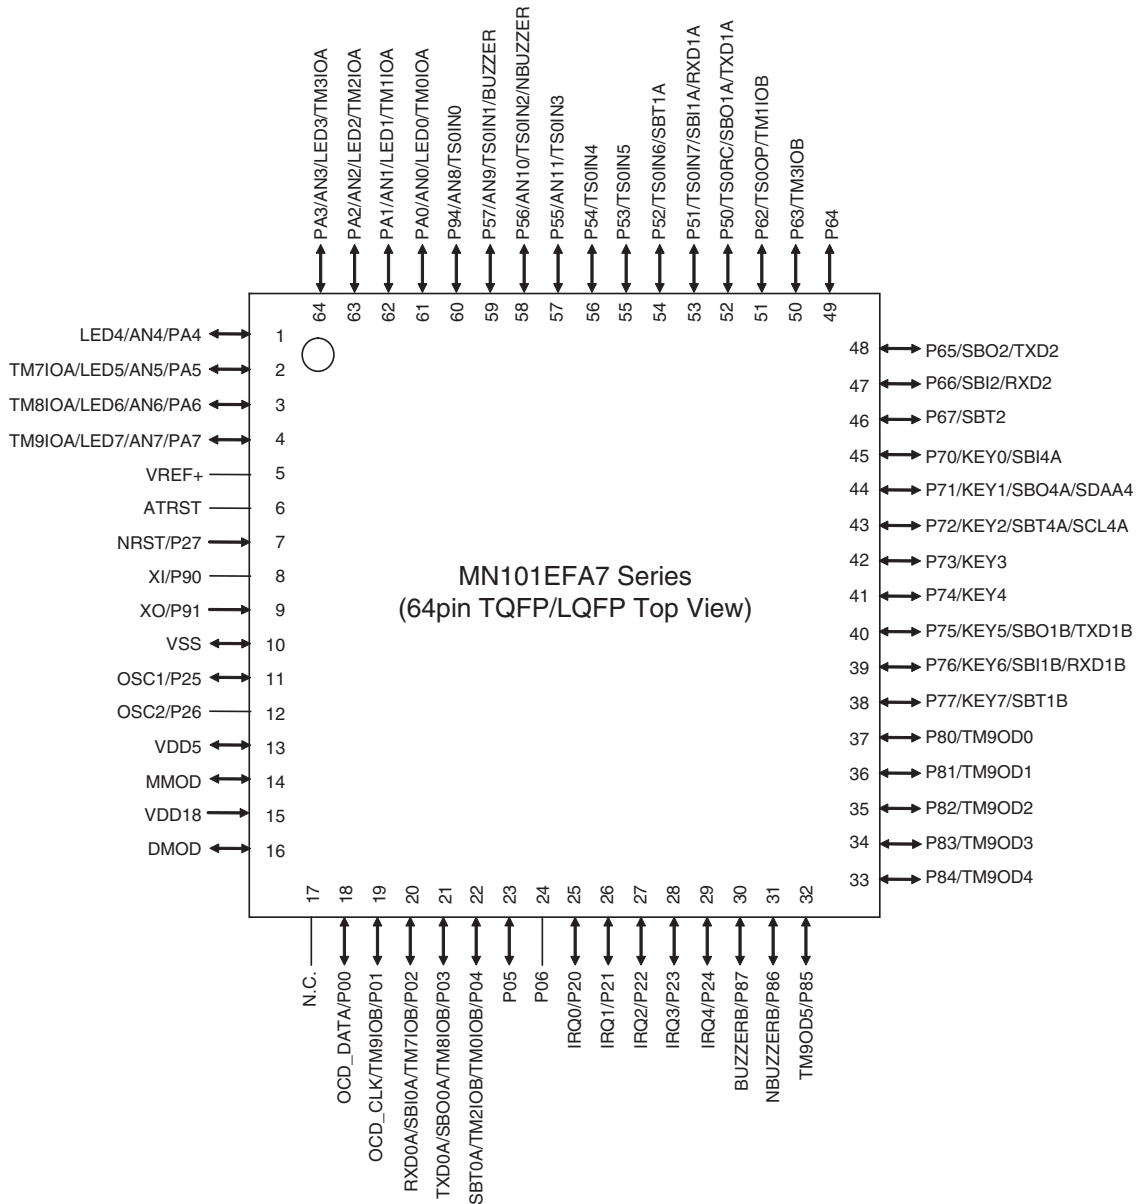 PA3/AN3/LED3/TM3IOA
PA2/AN2/LED2/TM2IOA
PA1/AN1/LED1/TM1IOA
PA0/AN0/LED0/TM0IOA
P94/AN8/TS0IN0
P57/AN9/TS0IN1/BUZZER
P56/AN10/TS0IN2/NBUZZER
P55/AN11/TS0IN3
P54/TS0IN4
P53/TS0IN5
P52/TS0IN6/SBT1A
P51/TS0IN7/SBI1A/RXD1A
P50/TS0RC/SBO1A/TXD1A
P62/TS0OP/TM1IOB
P63/TM3IOB
P64
64
63
62
61
60
59
58
57
56
55
54
53
52
51
50
49
LED4/AN4/PA4 1
TM7IOA/LED5/AN5/PA5 2
TM8IOA/LED6/AN6/PA6 3
TM9IOA/LED7/AN7/PA7 4
VREF+ 5
ATRST 6
NRST/P27 7
XI/P90 8
XO/P91 9
VSS 10
OSC1/P25 11
OSC2/P26 12
VDD5 13
MMOD 14
VDD18 15
DMOD 16
MN101EFA7 Series
(64pin TQFP/LQFP Top View)
48 P65/SBO2/TXD2
47 P66/SBI2/RXD2
46 P67/SBT2
45 P70/KEY0/SBI4A
44 P71/KEY1/SBO4A/SDAA4
43 P72/KEY2/SBT4A/SCL4A
42 P73/KEY3
41 P74/KEY4
40 P75/KEY5/SBO1B/TXD1B
39 P76/KEY6/SBI1B/RXD1B
38 P77/KEY7/SBT1B
37 P80/TM9OD0
36 P81/TM9OD1
35 P82/TM9OD2
34 P83/TM9OD3
33 P84/TM9OD4
17
18
19
20
21
22
23
24
25
26
27
28
29
30
31
32
N.C.
OCD_DATA/P00
OCD_CLK/TM9IOB/P01
RXD0A/SBI0A/TM7IOB/P02
TXD0A/SBO0A/TM8IOB/P03
SBT0A/TM2IOB/TM0IOB/P04
P05
P06
IRQ0/P20
IRQ1/P21
IRQ2/P22
IRQ3/P23
IRQ4/P24
BUZZERB/P87
NBUZZERB/P86
TM9OD5/P85